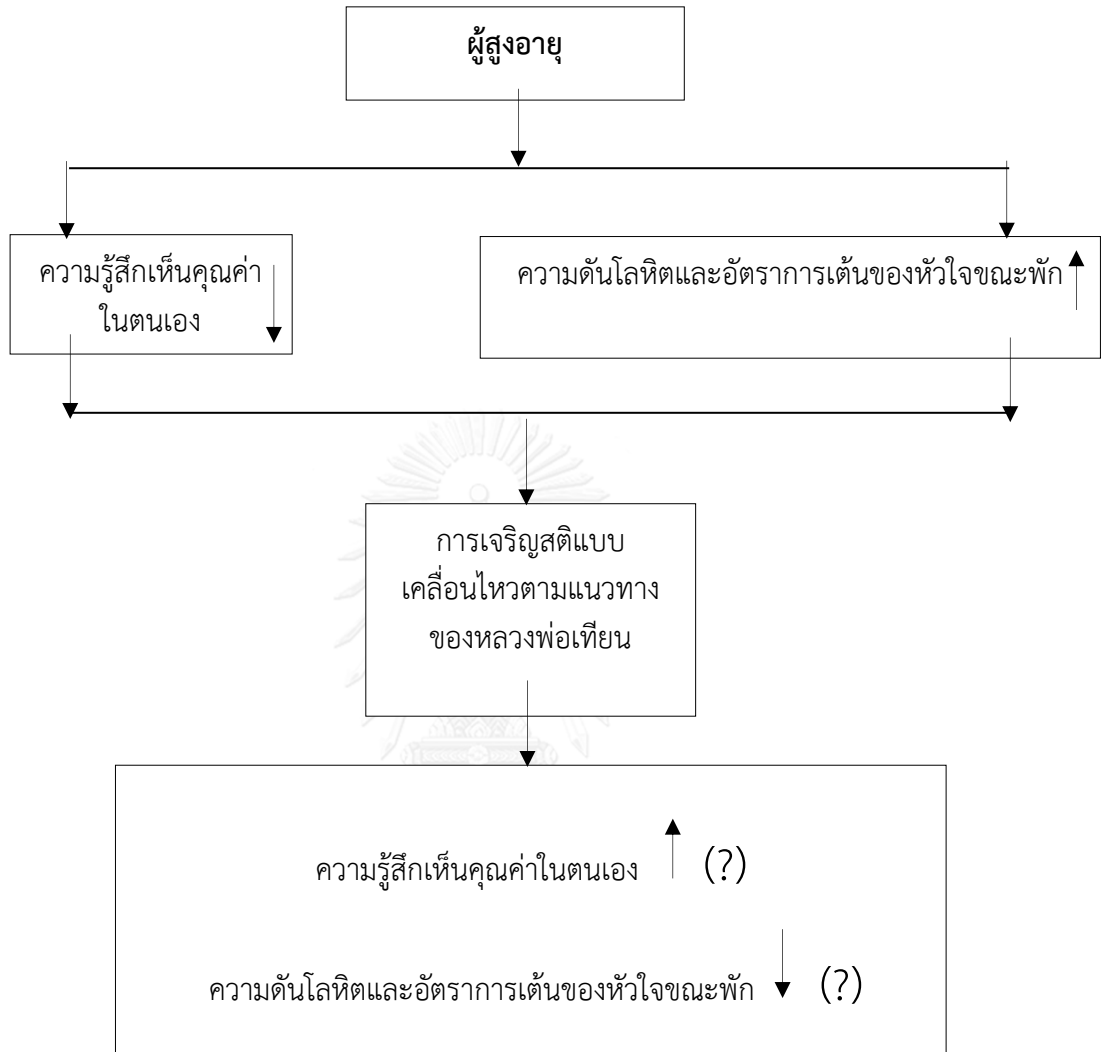 ผู้สูงอายุ
ความรู้สึกเห็นคุณค่า
ในตนเอง
ความดันโลหิตและอัตราการเต้นของหัวใจขณะพัก
การเจริญสติแบบ
เคลื่อนไหวตามแนวทาง
ของหลวงพ่อเทียน
ความรู้สึกเห็นคุณค่าในตนเอง (?)
ความดันโลหิตและอัตราการเต้นของหัวใจขณะพัก (?)